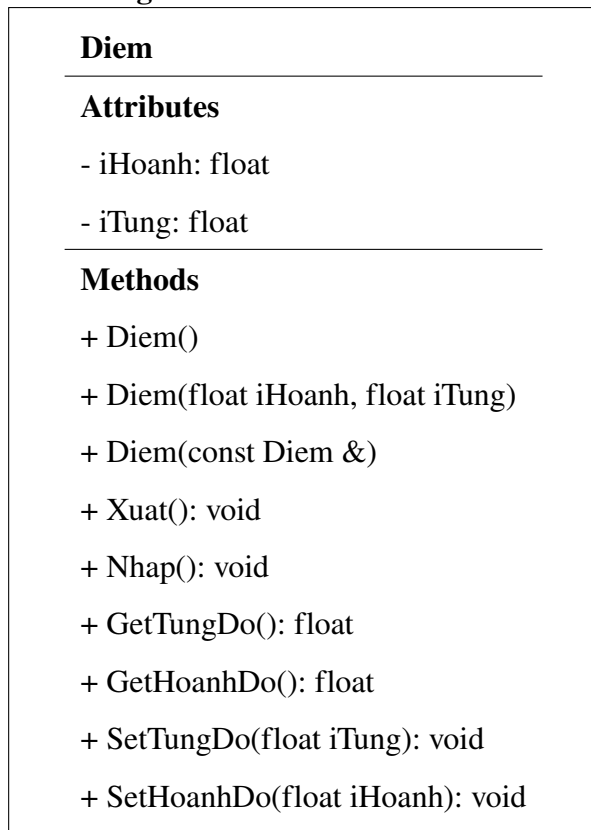 Diem
Attributes
- iHoanh: float
- iTung: float
Methods
+ Diem()
+ Diem(float iHoanh, float iTung)
+ Diem(const Diem &)
+ Xuat(): void
+ Nhap(): void
+ GetTungDo(): float
+ GetHoanhDo(): float
+ SetTungDo(float iTung): void
+ SetHoanhDo(float iHoanh): void